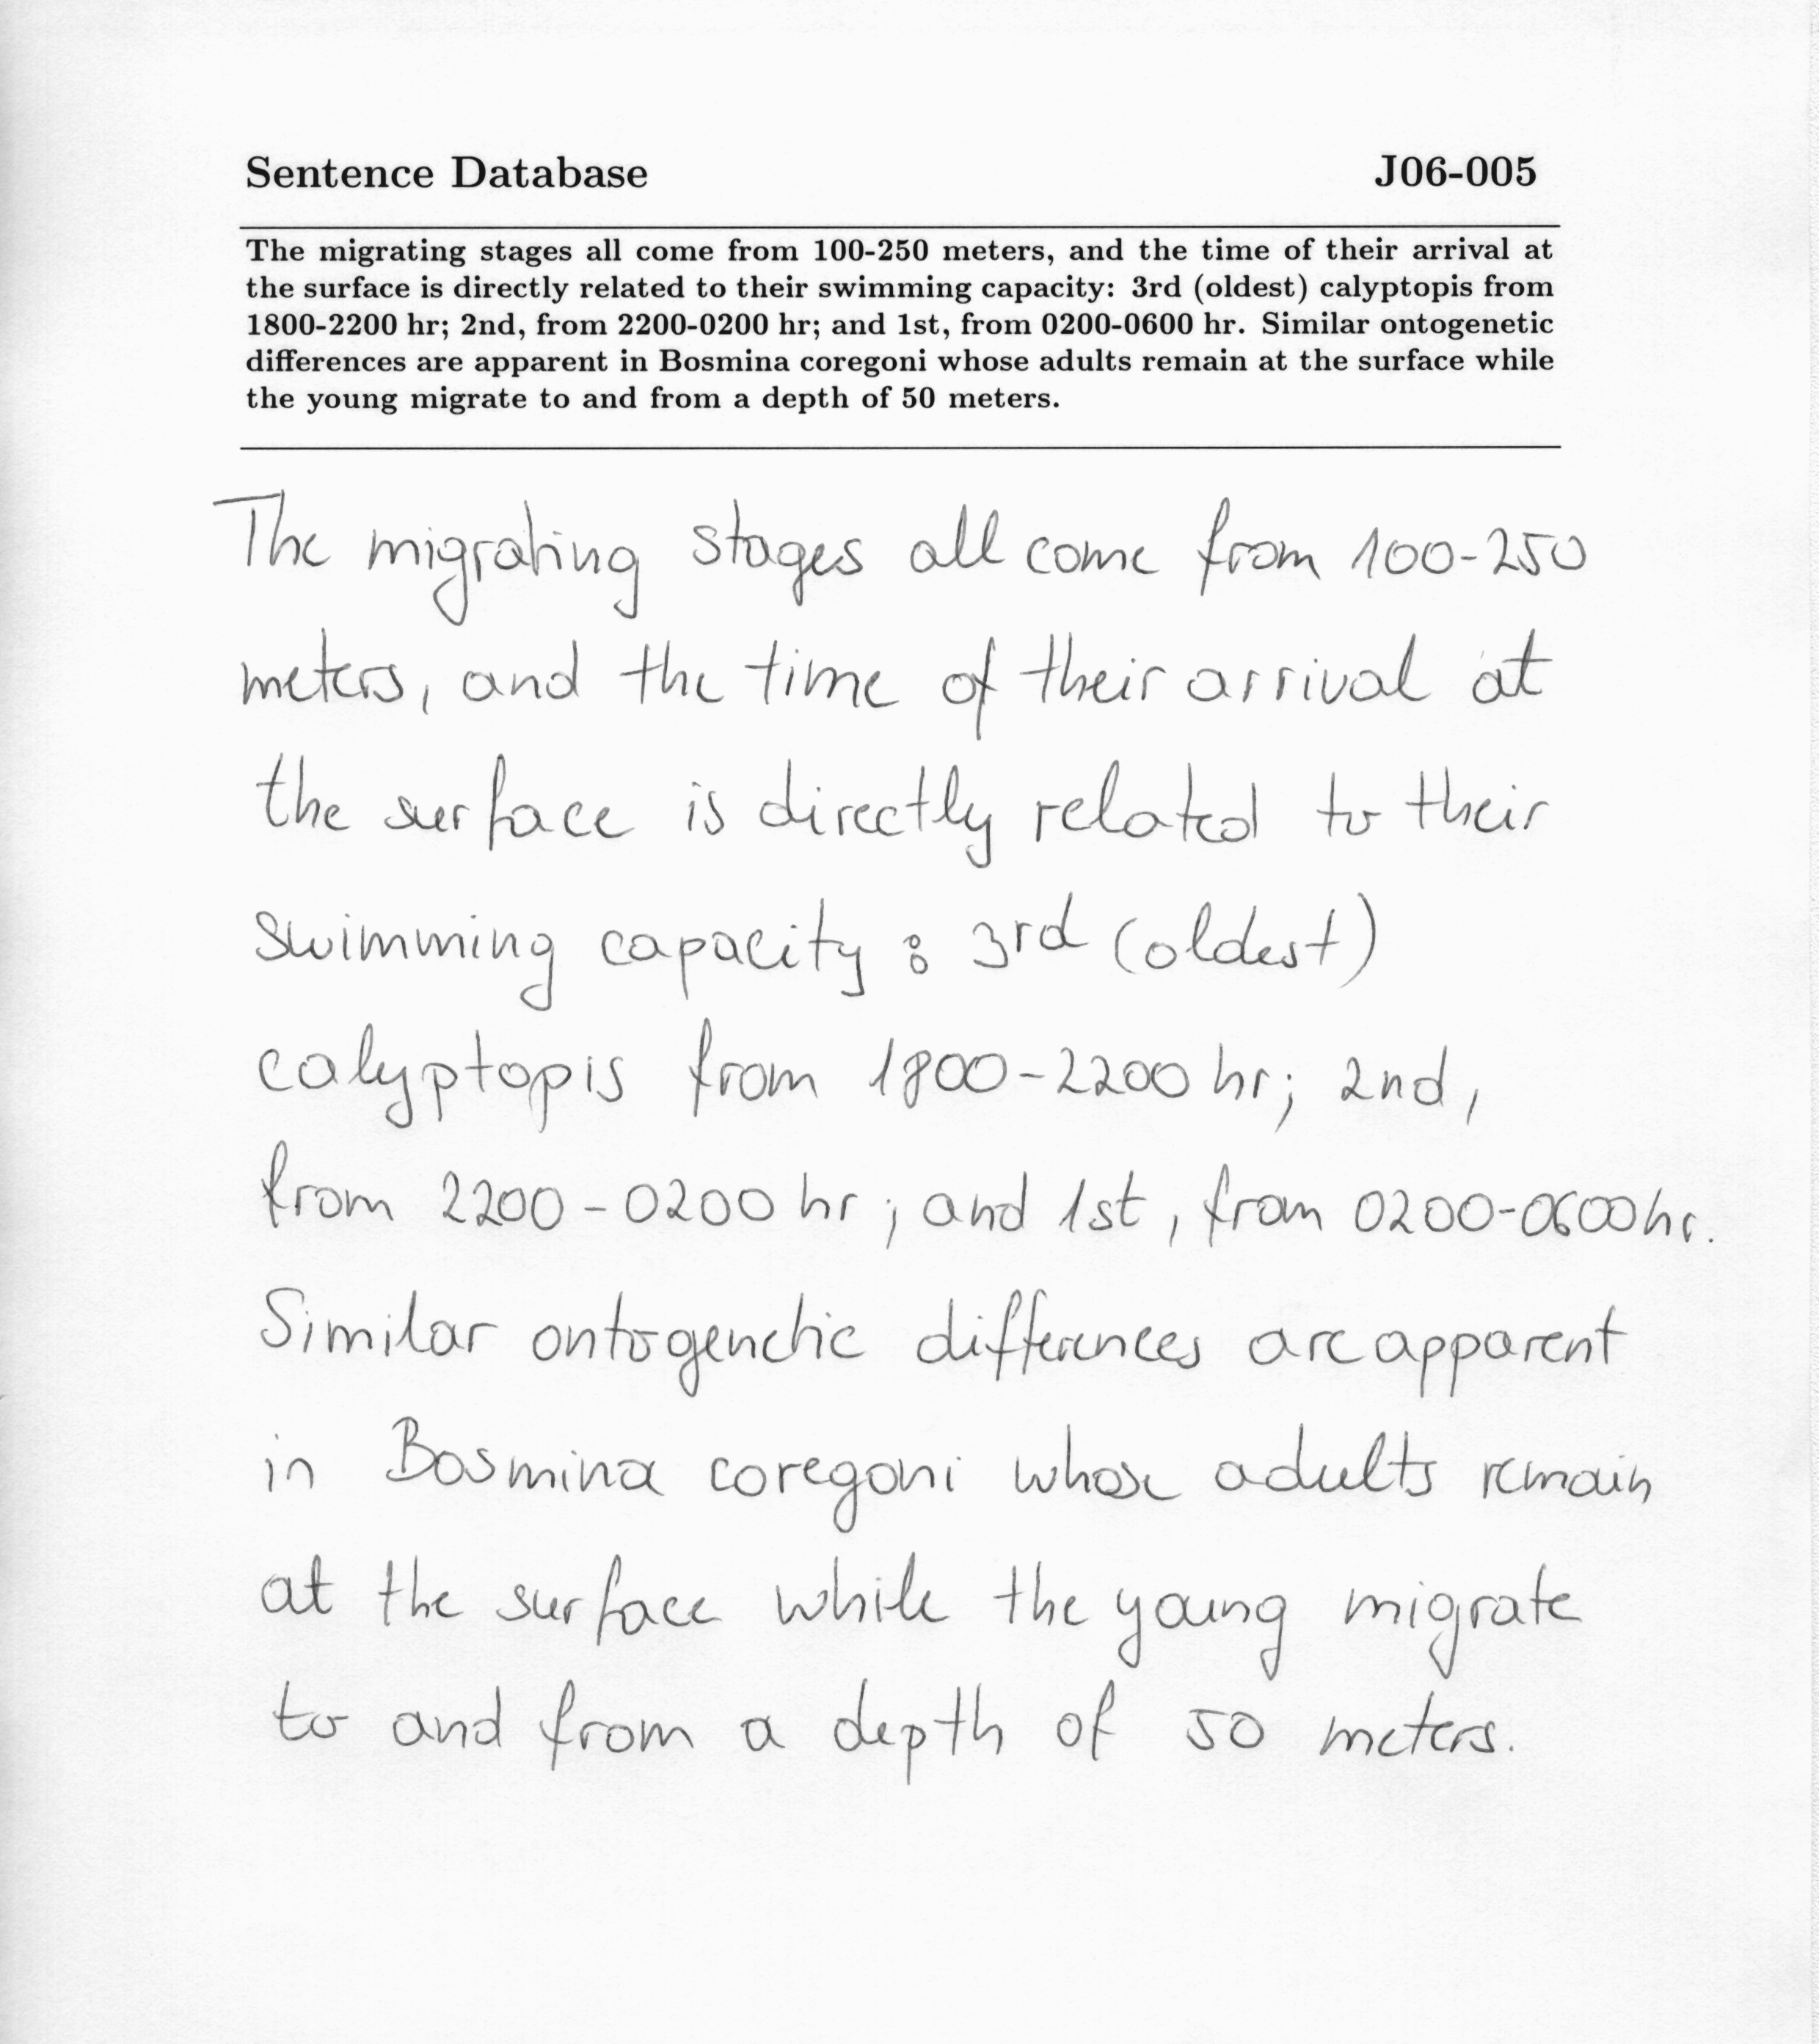 Sentence Database J06-005
The migrating stages all come from 100-250 meters, and the time of their arrival at
the surface is directly related to their swimming capacity: 3rd (oldest) calyptopis from
1800-2200 hr; 2nd, from 2200-0200 hr; and 1st, from 0200-0600 hr. Similar ontogenetic
differences are apparent in Bosmina coregoni whose adults remain at the surface while
the young migrate to and from a depth of 50 meters.
The migrating stages all come from 100-250
meters, and the time of their arrival at
the surface is directly related to their
swimming capacity : 3rd (oldest)
calyptopis from 1800-2200 hr; 2nd,
from 2200-0200 hr; and 1st, from 0200-0600 hr.
Similar ontogenetic differences are apparent
in Bosmina coregoni whose adults remain
at the surface while the young migrate
to and from a depth of 50 meters.